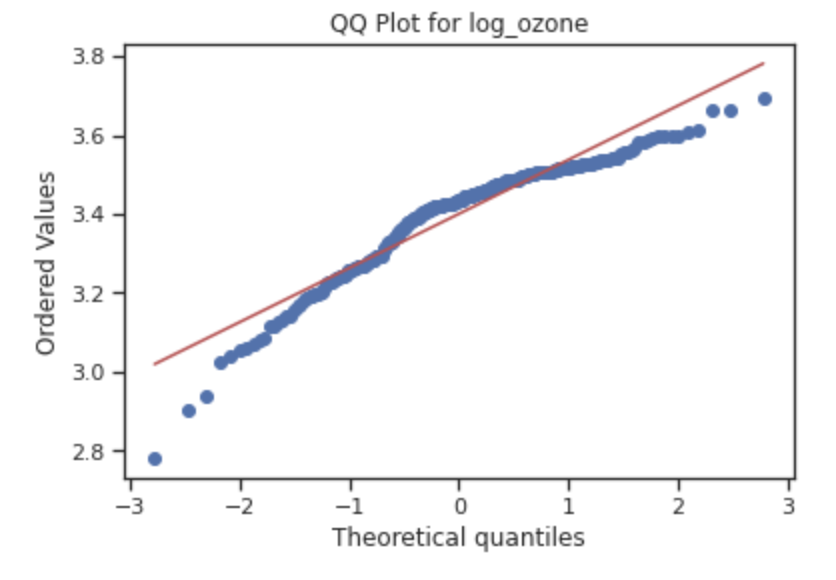 QQ Plot for log_ozone
3.8
3.6
3.4
3.2
3.0
2.8
Ordered Values
−3 −2 −1 0 1 2 3
Theoretical quantiles